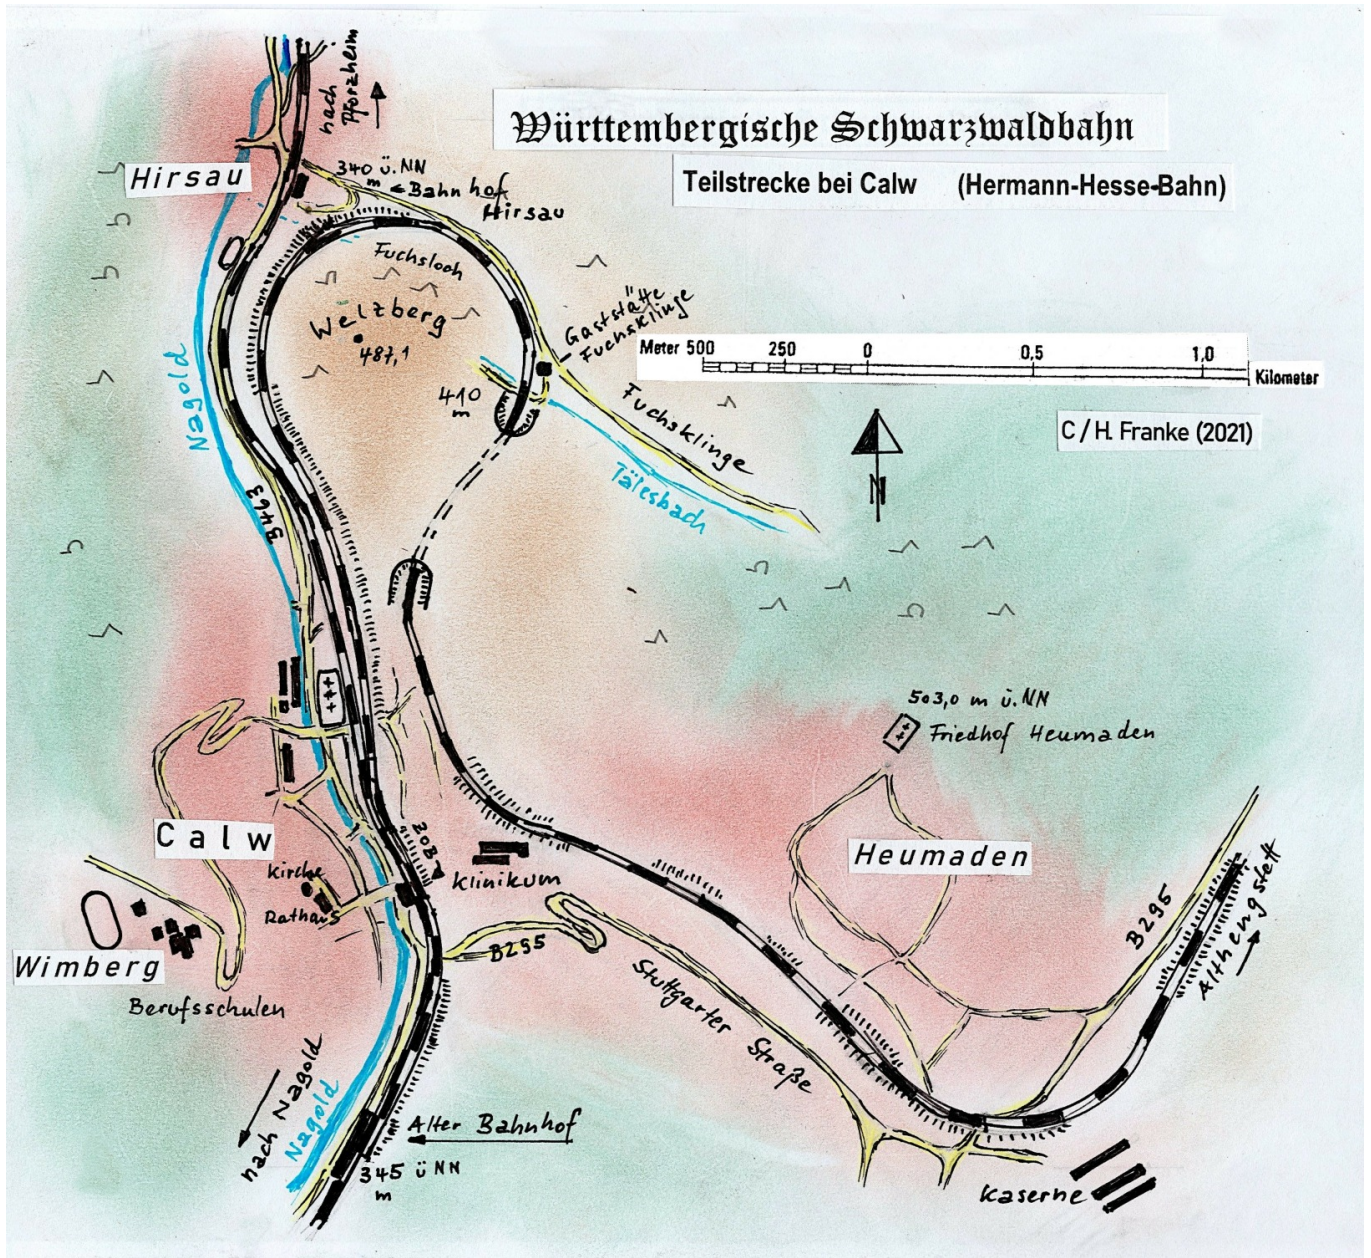 nach
Pforzheim
Württembergische Schwarzwaldbahn
Teilstrecke bei Calw (Hermann-Hesse-Bahn)
Hirsau
340 ü. NN
m
Bahnhof
Hirsau
Fuchsloch
Welzberg
487,1
Gaststätte
Fuchsklinge
Meter 500 250 0 0,5 1,0
Kilometer
410
m
Fuchsklinge
C/H. Franke (2021)
Nagold
Tälesbach
N
B463
503,0 m ü. NN
Friedhof Heumaden
Calw
ZOB
Klinikum
Heumaden
Kirche
Rathaus
B295
B295
Althengstett
Wimberg
Berufsschulen
Stuttgarter Straße
nach Nagold
Nagold
Alter Bahnhof
345 ü NN
m
Kaserne